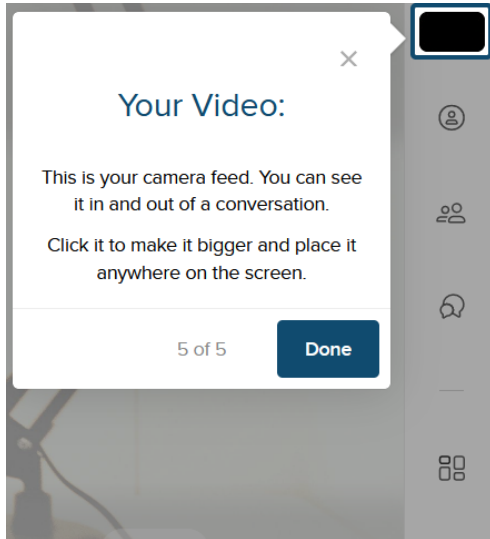 Your Video:
This is your camera feed. You can see
it in and out of a conversation.
Click it to make it bigger and place it
anywhere on the screen.
5 of 5
Done